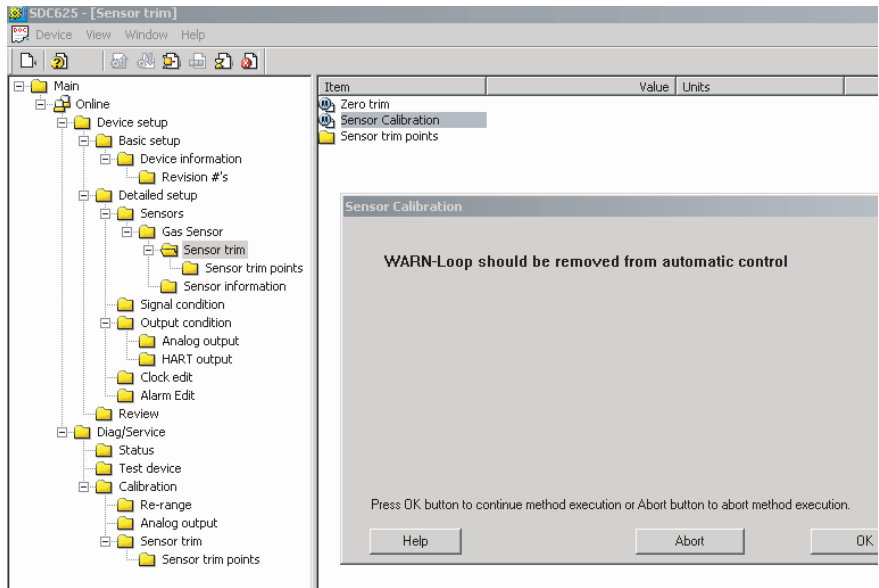 SDC625 - [Sensor trim]
DOC Device View Window Help
Main
Online
Device setup
Basic setup
Device information
Revision #'s
Detailed setup
Sensors
Gas Sensor
Sensor trim
Sensor trim points
Sensor information
Signal condition
Output condition
Analog output
HART output
Clock edit
Alarm Edit
Review
Diag/Service
Status
Test device
Calibration
Re-range
Analog output
Sensor trim
Sensor trim points
Item Value Units
M Zero trim
M Sensor Calibration
Sensor trim points
Sensor Calibration
WARN-Loop should be removed from automatic control
Press OK button to continue method execution or Abort button to abort method execution.
Help Abort OK